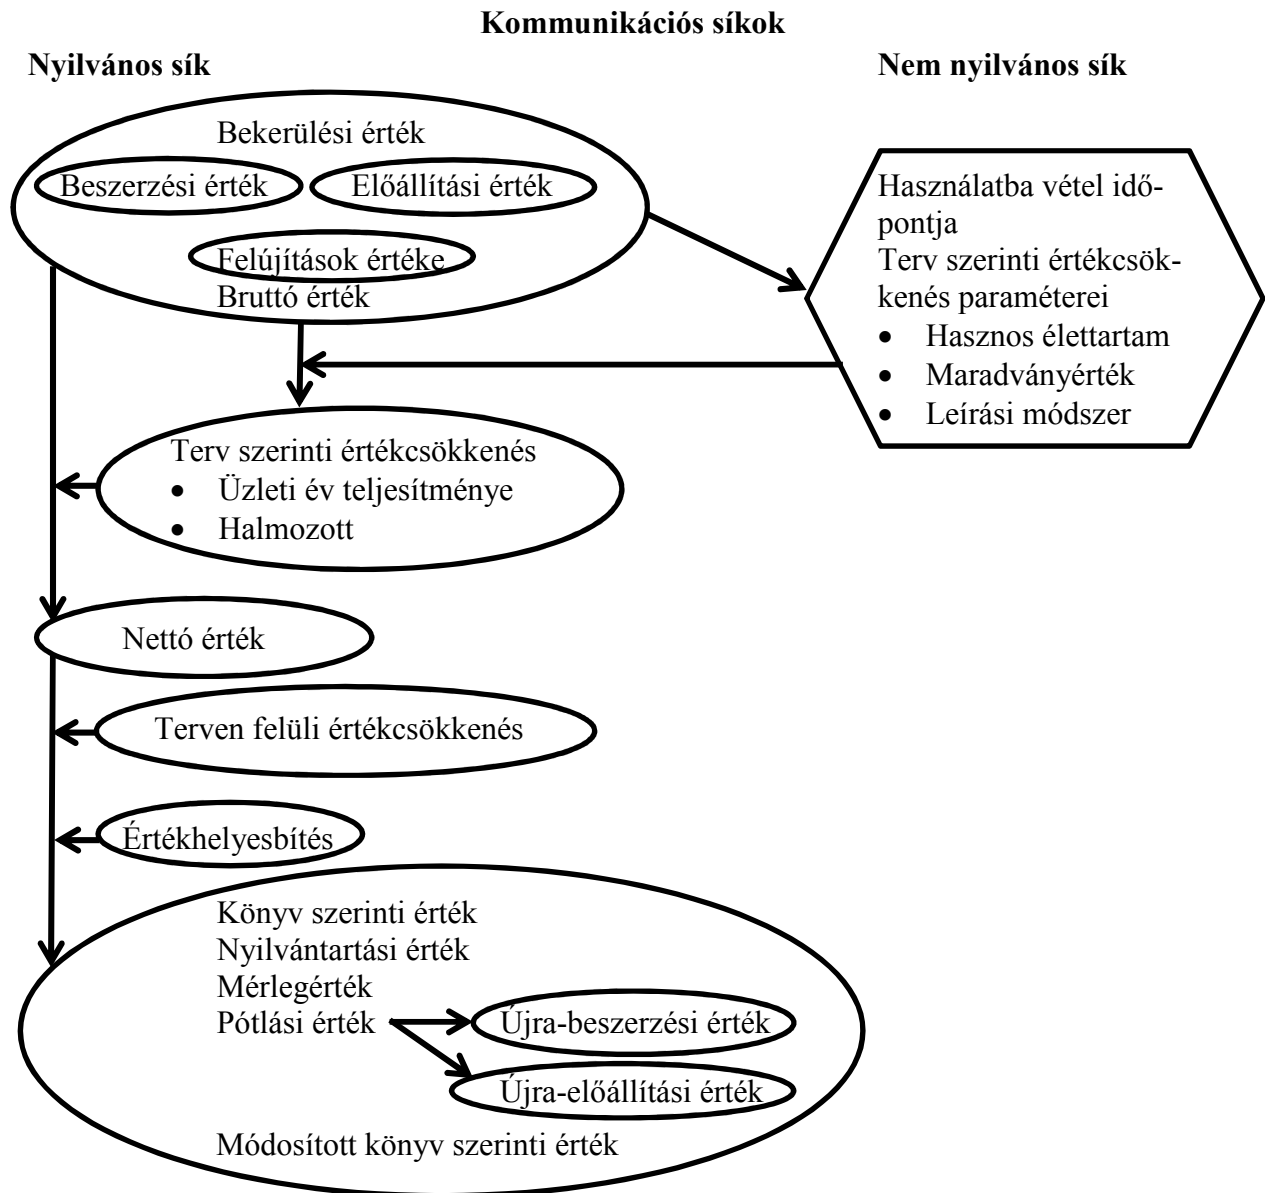 Kommunikációs síkok
Nyilvános sík
Nem nyilvános sík
Bekerülési érték
Beszerzési érték
Előállítási érték
Felújítások értéke
Bruttó érték
Használatba vétel idő-
pontja
Terv szerinti értékcsök-
kenés paraméterei
• Hasznos élettartam
• Maradványérték
• Leírási módszer
Terv szerinti értékcsökkenés
• Üzleti év teljesítménye
• Halmozott
Nettó érték
Terven felüli értékcsökkenés
Értékhelyesbítés
Könyv szerinti érték
Nyilvántartási érték
Mérlegérték
Pótlási érték
Újra-beszerzési érték
Újra-előállítási érték
Módosított könyv szerinti érték